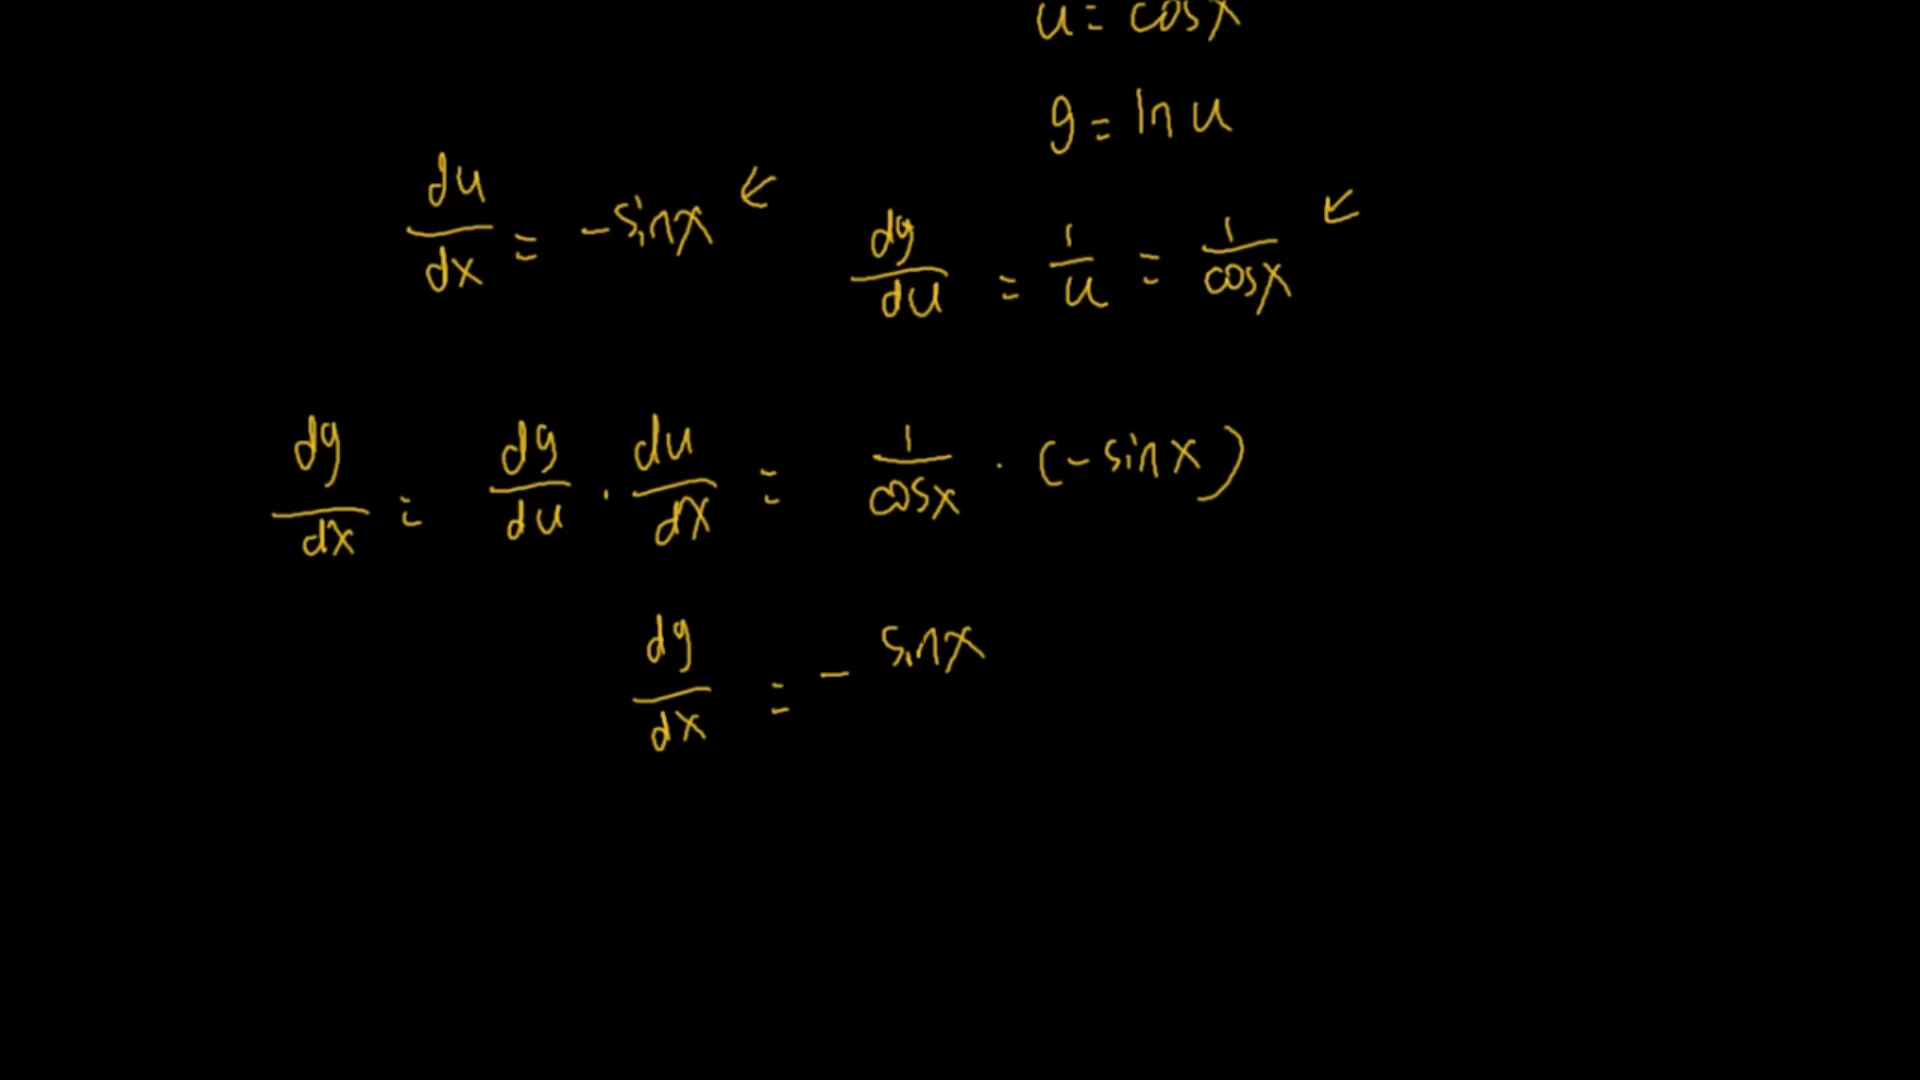 u = cosx
g = ln u
du/dx = -sinx ←
dg/du = 1/u = 1/cosx ←
dg/dx = dg/du · du/dx = 1/cosx · (-sinx)
dg/dx = - sinx